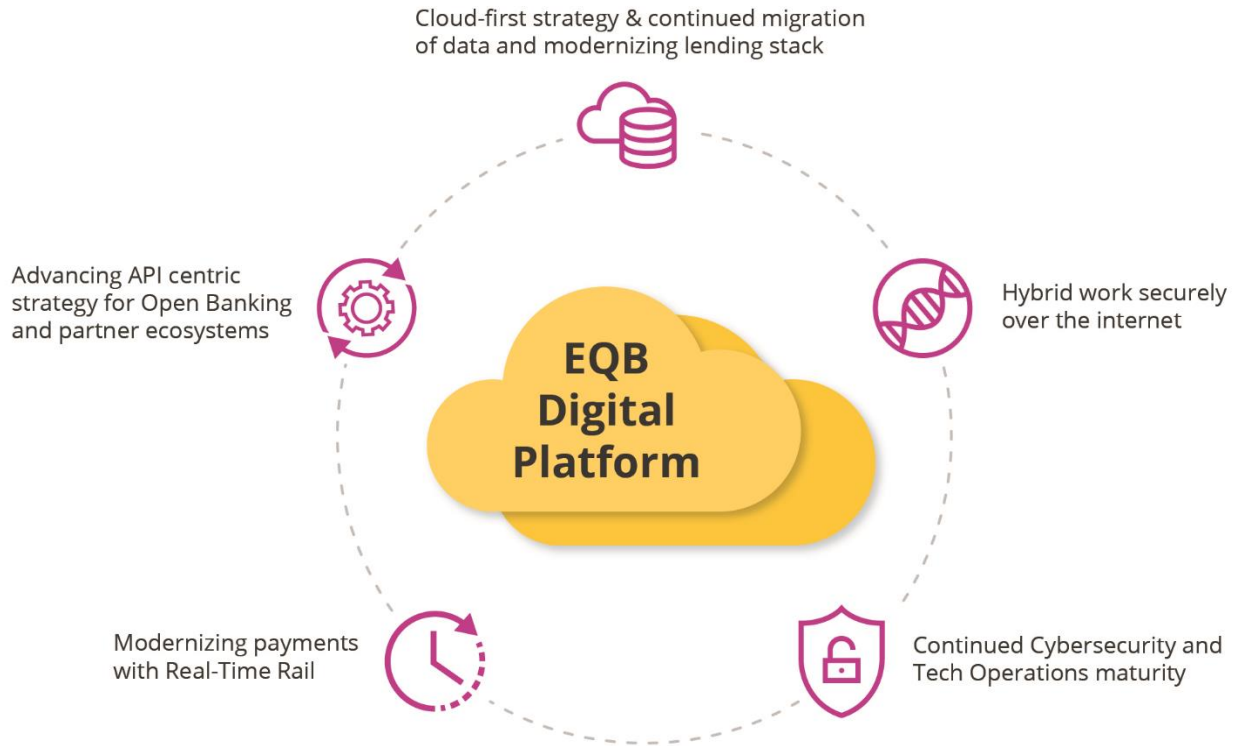 Cloud-first strategy & continued migration
of data and modernizing lending stack
Advancing API centric
strategy for Open Banking
and partner ecosystems
Hybrid work securely
over the internet
EQB
Digital
Platform
Modernizing payments
with Real-Time Rail
Continued Cybersecurity and
Tech Operations maturity